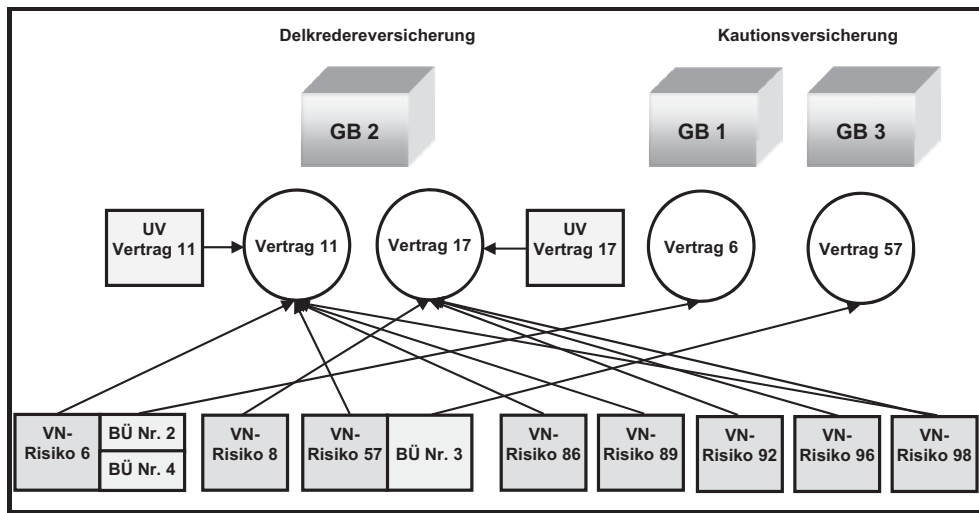 Delkredereversicherung
Kautionsversicherung
GB 2
GB 1
GB 3
UV
Vertrag 11
Vertrag 11
Vertrag 17
UV
Vertrag 17
Vertrag 6
Vertrag 57
VN-
Risiko 6
BÜ Nr. 2
BÜ Nr. 4
VN-
Risiko 8
VN-
Risiko 57
BÜ Nr. 3
VN-
Risiko 86
VN-
Risiko 89
VN-
Risiko 92
VN-
Risiko 96
VN-
Risiko 98